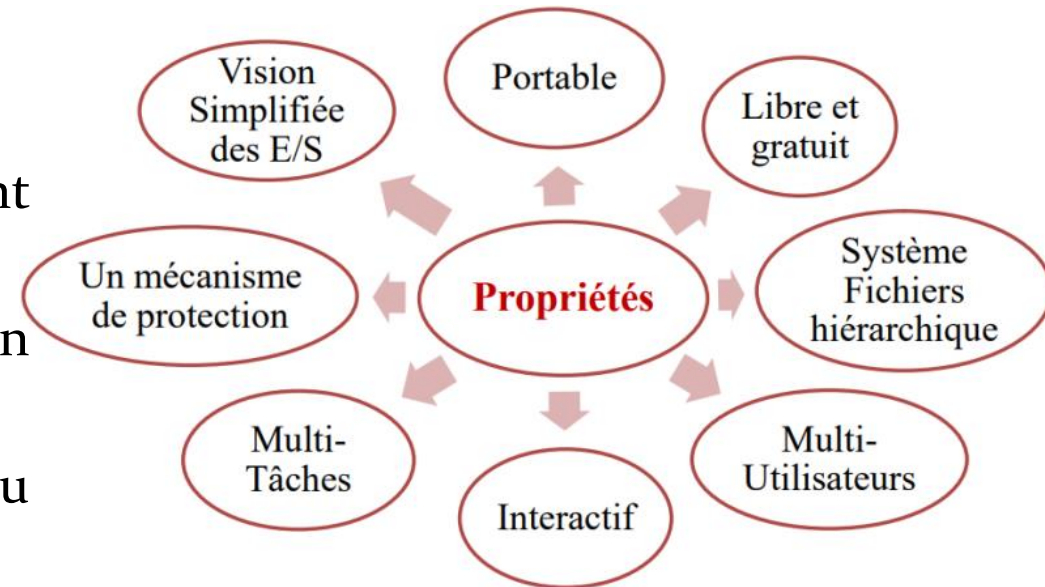 nt
n
u
Propriétés
Portable
Libre et
gratuit
Système
Fichiers
hiérarchique
Multi-
Utilisateurs
Interactif
Multi-
Tâches
Un mécanisme
de protection
Vision
Simplifiée
des E/S